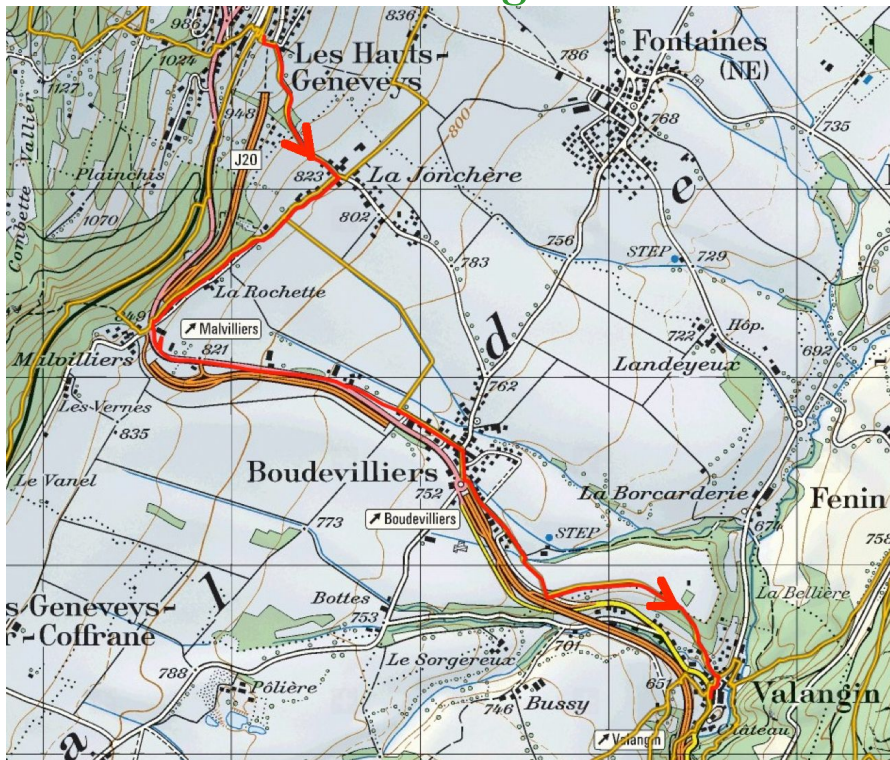 986
836
Les Hauts-
Geneveys
Fontaines
(NE)
786
1024
1127
Combette Vallier
948
J20
800
768
735
Plainchis
823
La Jonchère
802
e
1070
783
756
STEP
729
La Rochette
849
Malvilliers
Malvilliers
821
d
722
Hôp.
692
Landeyeux
762
Les Vernes
835
Boudevilliers
Le Vanel
752
La Borcarderie
Fenin
Boudevilliers
773
STEP
674
758
l
Bottes
753
La Bellière
s Geneveys-
r-Coffrane
Le Sorgereux
701
788
Pôlière
746
Bussy
65
Valangin
Valangin
Château
a